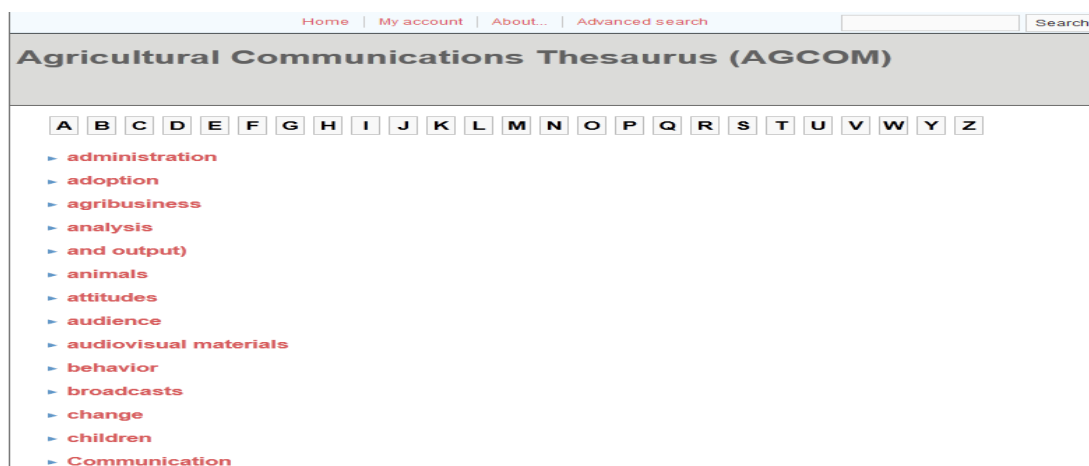 Home | My account | About... | Advanced search Search
Agricultural Communications Thesaurus (AGCOM)
A B C D E F G H I J K L M N O P Q R S T U V W Y Z
► administration
► adoption
► agribusiness
► analysis
► and output)
► animals
► attitudes
► audience
► audiovisual materials
► behavior
► broadcasts
► change
► children
► Communication